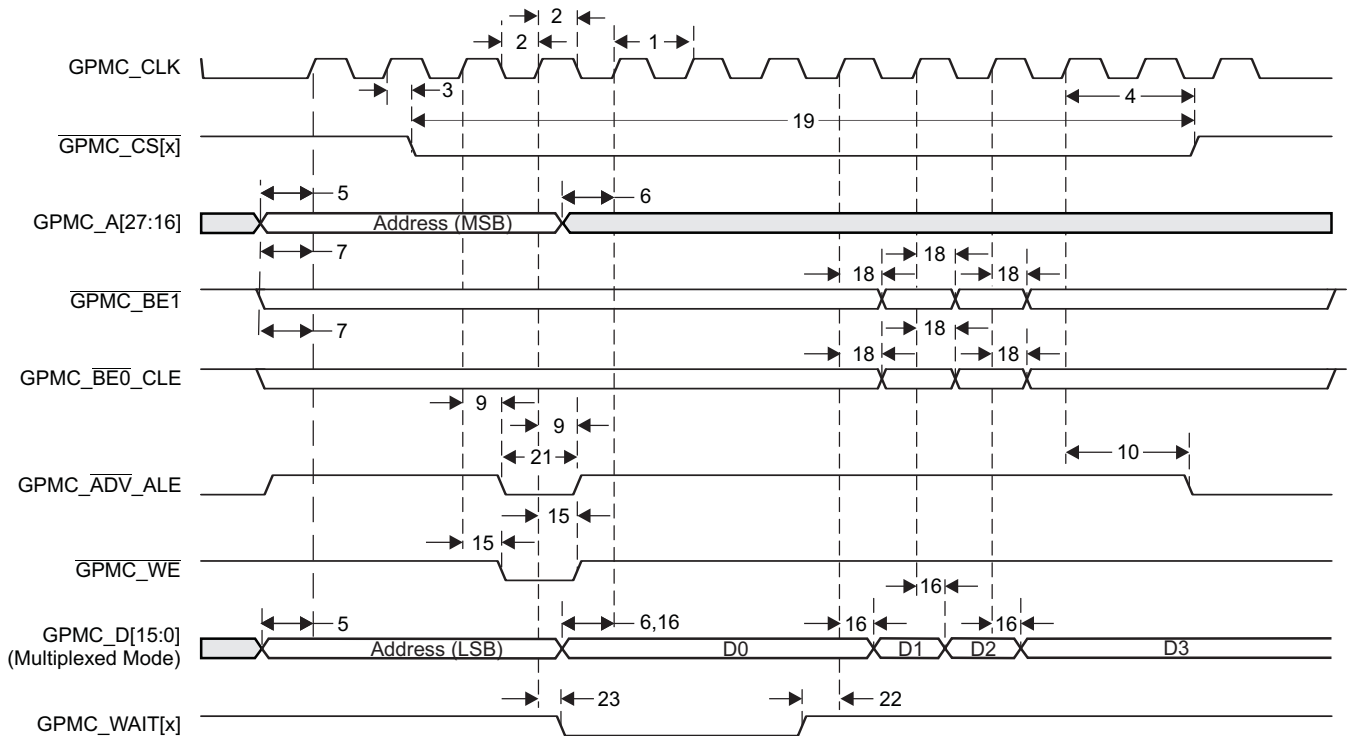 2
2
1
GPMC_CLK
3
4
19
GPMC_CS[x]
5
6
GPMC_A[27:16]
Address (MSB)
7
18
18
18
GPMC_BE1
7
18
18
18
GPMC_BE0_CLE
9
9
21
10
GPMC_ADV_ALE
15
15
GPMC_WE
16
5
6,16
16
16
GPMC_D[15:0]
(Multiplexed Mode)
Address (LSB)
D0
D1
D2
D3
23
22
GPMC_WAIT[x]